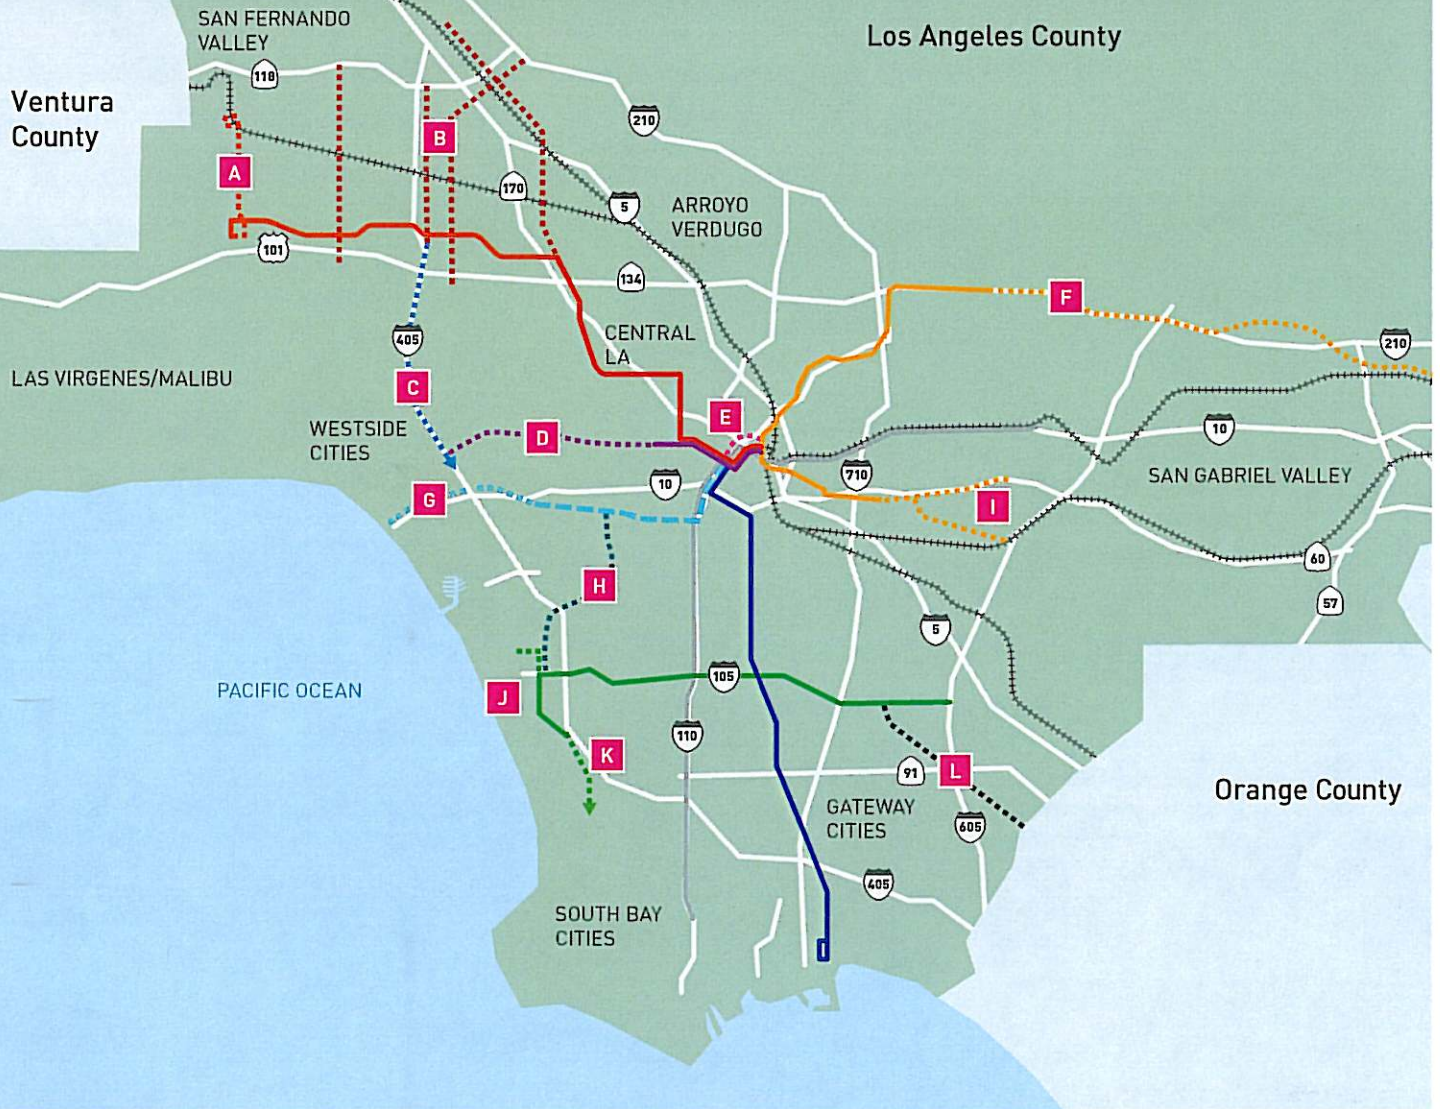 SAN FERNANDO
VALLEY
Los Angeles County
118
Ventura
County
210
B
A
170
5
ARROYO
VERDUGO
101
134
F
CENTRAL
LA
405
210
LAS VIRGENES/MALIBU
C
E
WESTSIDE
CITIES
D
10
SAN GABRIEL VALLEY
710
10
G
I
60
H
57
5
105
PACIFIC OCEAN
J
110
K
91
L
Orange County
GATEWAY
CITIES
605
405
SOUTH BAY
CITIES